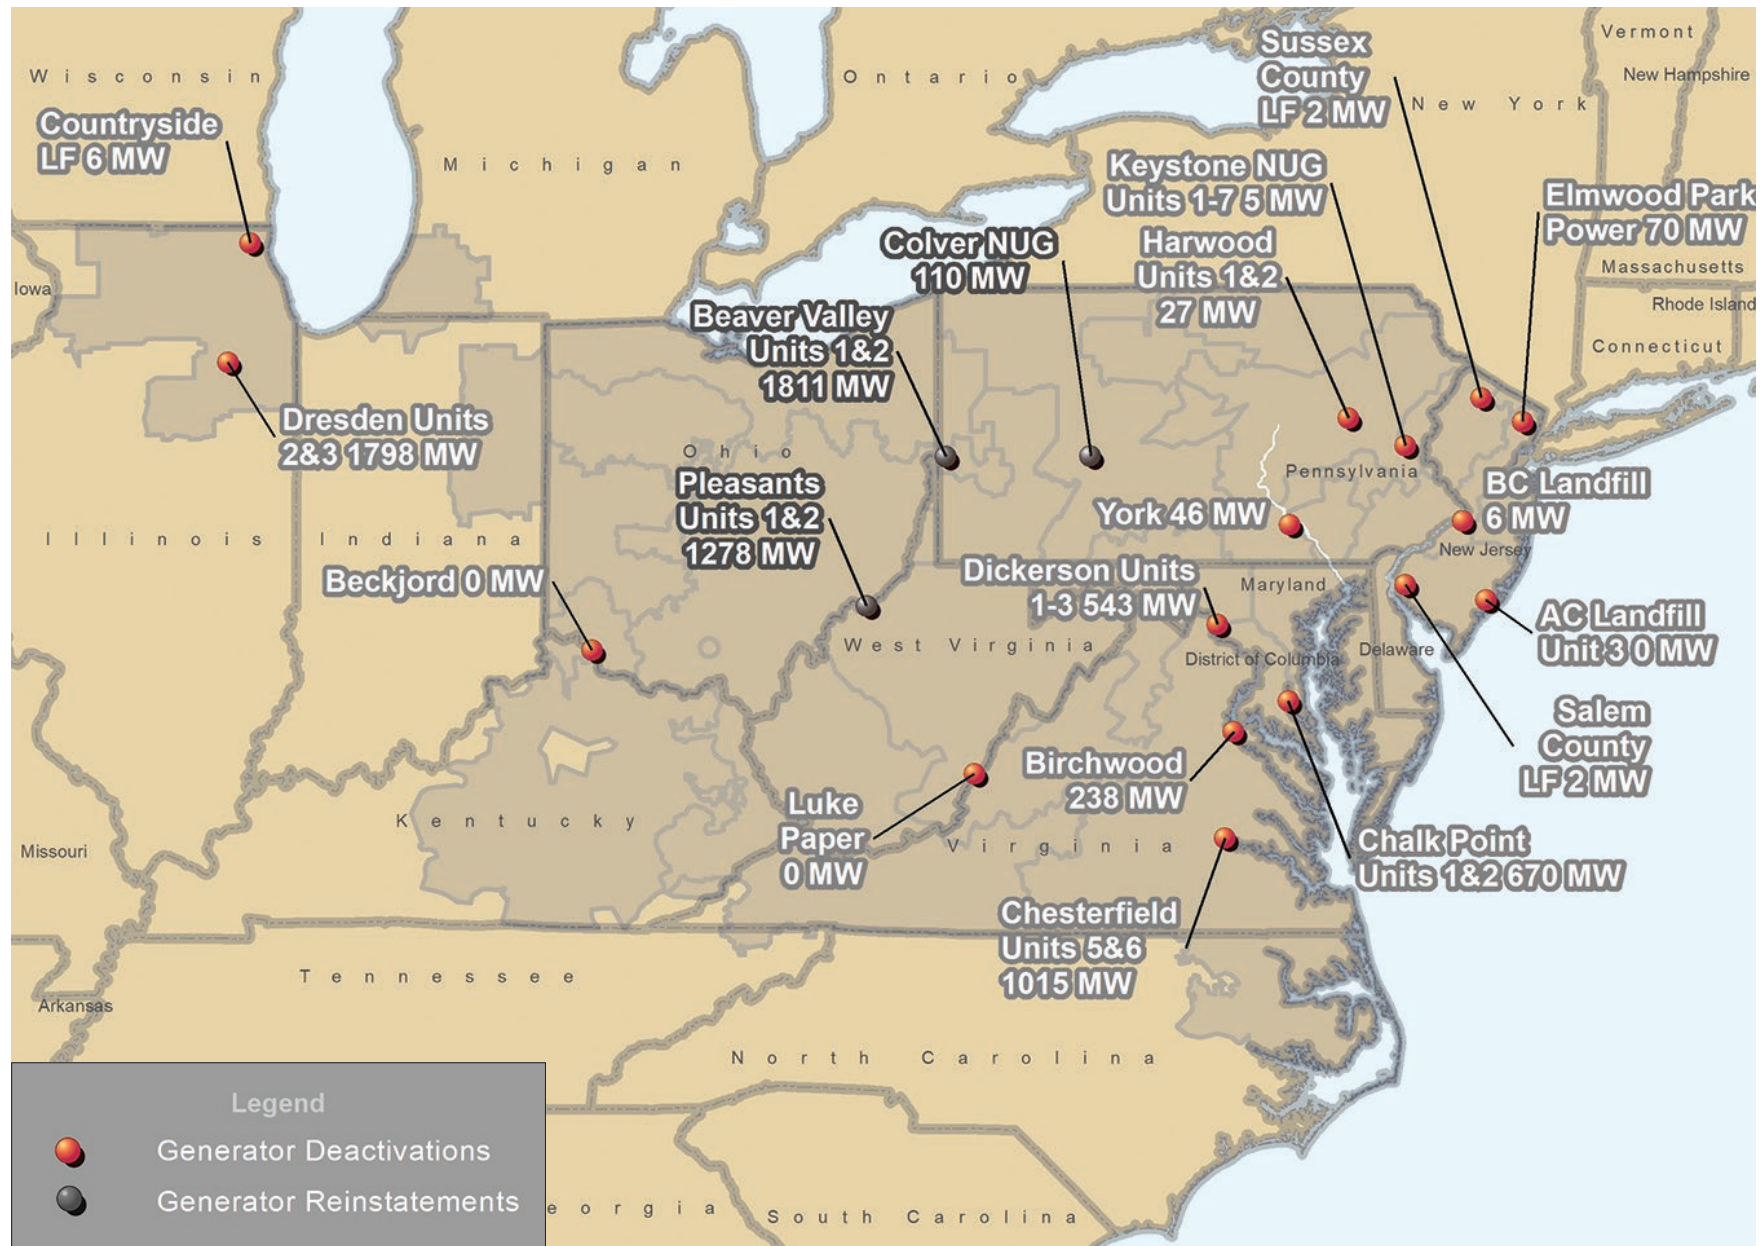 Wisconsin
Ontario
Vermont
New Hampshire
New York
Sussex
County
LF 2 MW
Countryside
LF 6 MW
Michigan
Keystone NUG
Units 1-7 5 MW
Elmwood Park
Power 70 MW
Colver NUG
110 MW
Harwood
Units 1&2
27 MW
Massachusetts
Iowa
Rhode Island
Connecticut
Beaver Valley
Units 1&2
1811 MW
Dresden Units
2&3 1798 MW
Ohio
Pennsylvania
Pleasants
Units 1&2
1278 MW
York 46 MW
BC Landfill
6 MW
New Jersey
Illinois
Indiana
Beckjord 0 MW
Dickerson Units
1-3 543 MW
Maryland
West Virginia
District of Columbia
Delaware
AC Landfill
Unit 3 0 MW
Salem
County
LF 2 MW
Birchwood
238 MW
Luke
Paper
0 MW
Kentucky
Virginia
Missouri
Chalk Point
Units 1&2 670 MW
Chesterfield
Units 5&6
1015 MW
Tennessee
Arkansas
North Carolina
Legend
Generator Deactivations
Generator Reinstatements
eorgia
South Carolina